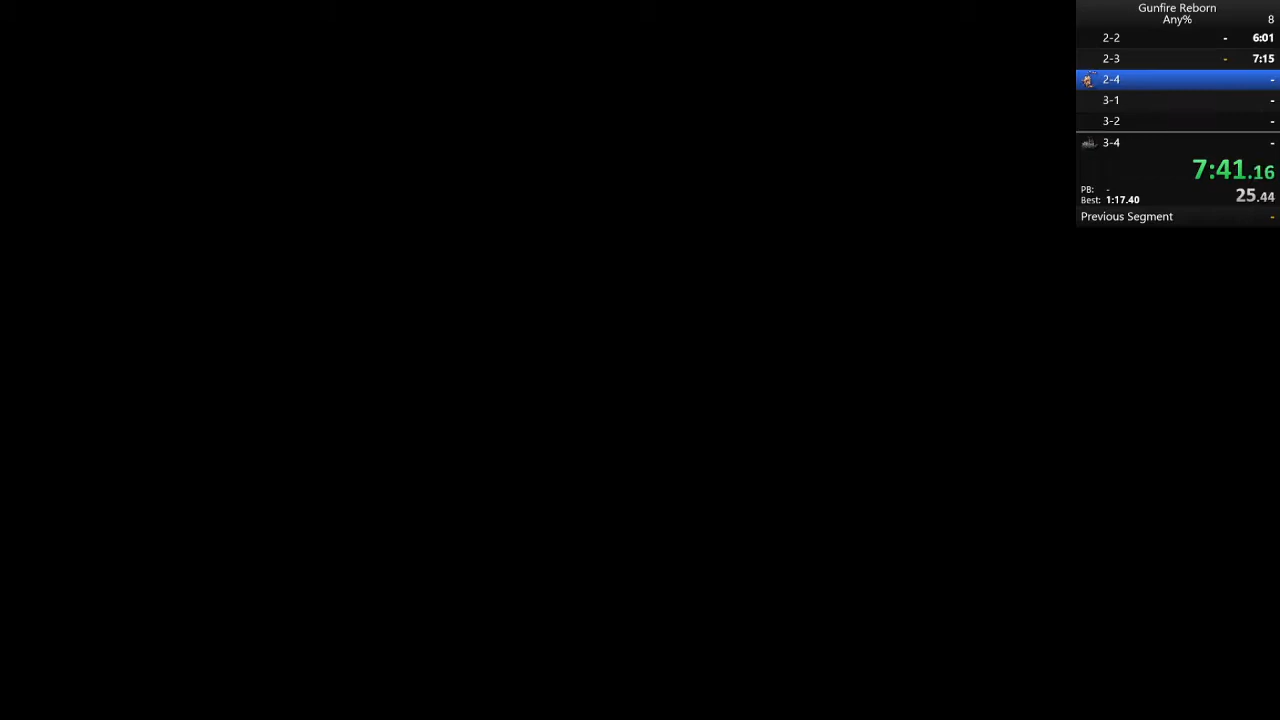 Gunfire Reborn
Any% 8
2-2 - 6:01
2-3 - 7:15
2-4 -
3-1 -
3-2 -
3-4 -
7:41.16
PB: -
Best: 1:17.40 25.44
Previous Segment -